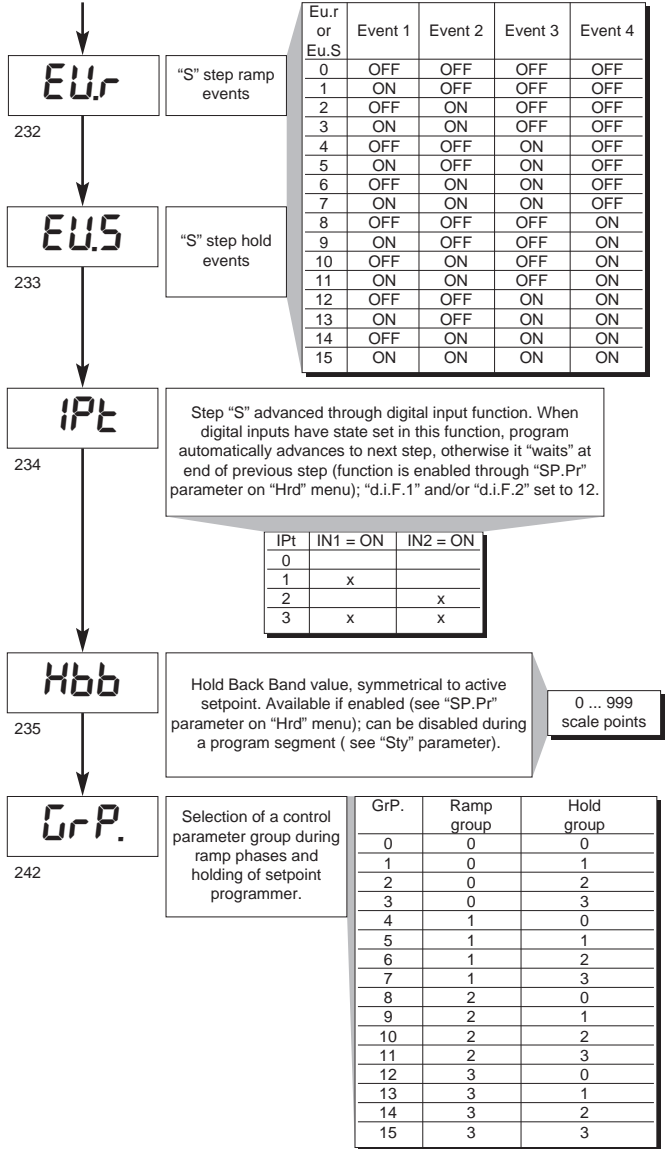 EU.r
232
"S" step ramp
events
Eu.r
or
Eu.S Event 1 Event 2 Event 3 Event 4
0 OFF OFF OFF OFF
1 ON OFF OFF OFF
2 OFF ON OFF OFF
3 ON ON OFF OFF
4 OFF OFF ON OFF
5 ON OFF ON OFF
6 OFF ON ON OFF
7 ON ON ON OFF
8 OFF OFF OFF ON
9 ON OFF OFF ON
10 OFF ON OFF ON
11 ON ON OFF ON
12 OFF OFF ON ON
13 ON OFF ON ON
14 OFF ON ON ON
15 ON ON ON ON
EU.S
233
"S" step hold
events
IPt
234
Step "S" advanced through digital input function. When
digital inputs have state set in this function, program
automatically advances to next step, otherwise it "waits" at
end of previous step (function is enabled through "SP.Pr"
parameter on "Hrd" menu); "d.i.F.1" and/or "d.i.F.2" set to 12.
IPt IN1 = ON IN2 = ON
0
1 x
2 x
3 x x
Hbb
235
Hold Back Band value, symmetrical to active
setpoint. Available if enabled (see "SP.Pr"
parameter on "Hrd" menu); can be disabled during
a program segment ( see "Sty" parameter).
0 ... 999
scale points
GrP.
242
Selection of a control
parameter group during
ramp phases and
holding of setpoint
programmer.
GrP. Ramp Hold
group group
0 0 0
1 0 1
2 0 2
3 0 3
4 1 0
5 1 1
6 1 2
7 1 3
8 2 0
9 2 1
10 2 2
11 2 3
12 3 0
13 3 1
14 3 2
15 3 3